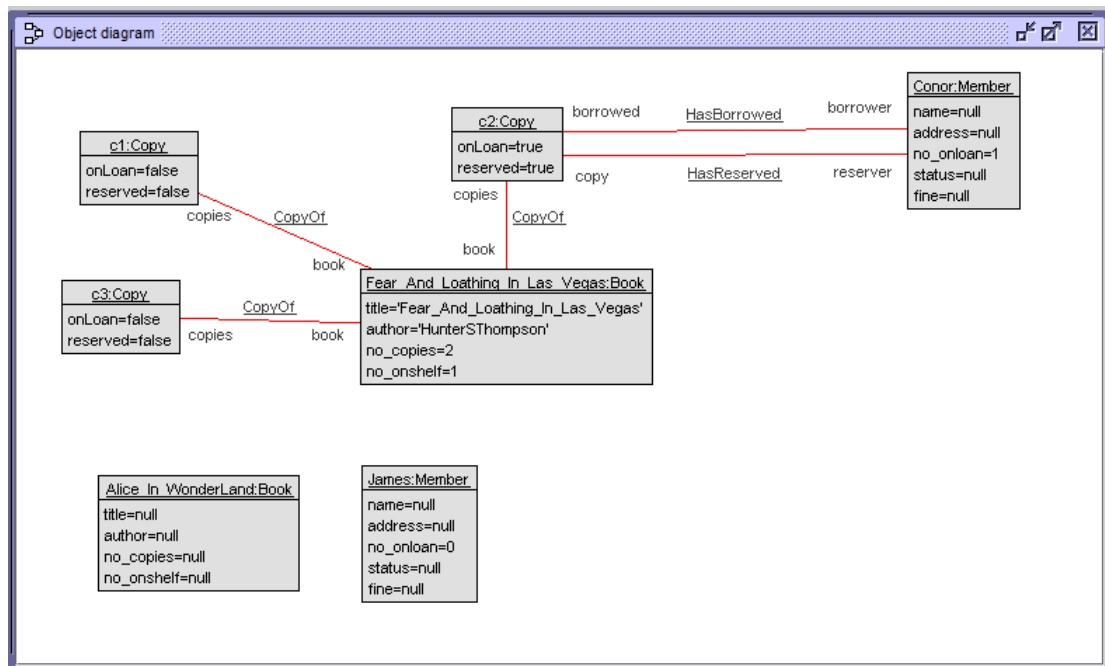 Object diagram
c1:Copy
onLoan=false
reserved=false
copies
CopyOf
book
c2:Copy
onLoan=true
reserved=true
borrowed
HasBorrowed
borrower
copy
HasReserved
reserver
Conor:Member
name=null
address=null
no_onloan=1
status=null
fine=null
copies
CopyOf
book
c3:Copy
onLoan=false
reserved=false
CopyOf
copies
book
Fear_And_Loathing_In_Las_Vegas:Book
title='Fear_And_Loathing_In_Las_Vegas'
author='HunterSThompson'
no_copies=2
no_onshelf=1
Alice_In_WonderLand:Book
title=null
author=null
no_copies=null
no_onshelf=null
James:Member
name=null
address=null
no_onloan=0
status=null
fine=null